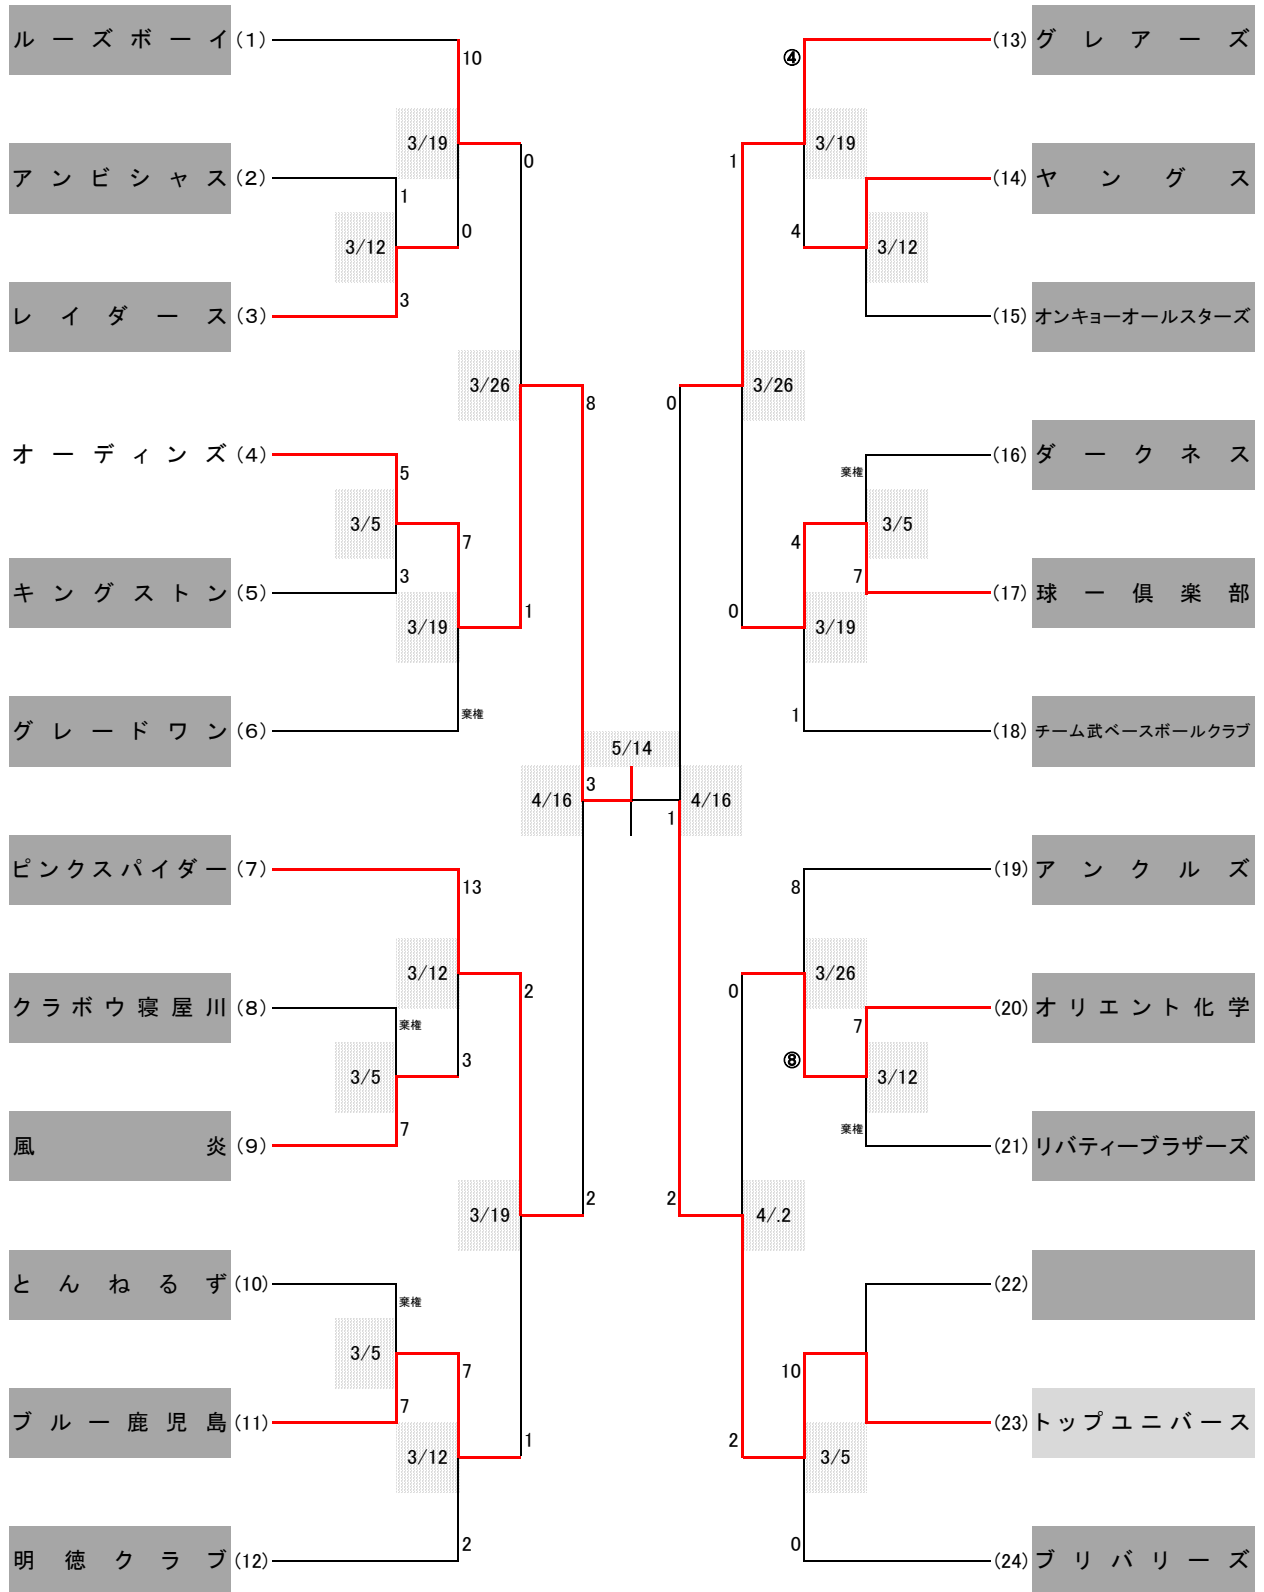 ルーズボーイ(1)
10
3/19
0
アンビシャス(2)
1
3/12
0
レイダース(3)
3
3/26
8
オーディンズ(4)
5
3/5
7
キングストン(5)
3
3/19
1
グレードワン(6)
棄権
4/16
3
5/14
ピンクスパイダー(7)
13
3/12
2
クラボウ寝屋川(8)
棄権
3/5
3
風炎(9)
7
3/19
2
とんねるず(10)
棄権
3/5
7
ブルー鹿児島(11)
7
3/12
1
明徳クラブ(12)
2
④
(13)グレアーズ
1
3/19
(14)ヤングス
4
3/12
(15)オンキョーオールスターズ
0
3/26
(16)ダークネス
棄権
4
3/5
7
(17)球一倶楽部
0
3/19
1
(18)チーム武ベースボールクラブ
1
4/16
8
(19)アンクルズ
0
3/26
7
(20)オリエント化学
⑧
3/12
棄権
(21)リバティーブラザーズ
2
4/.2
(22)
10
(23)トップユニバース
2
3/5
0
(24)ブリバリーズ